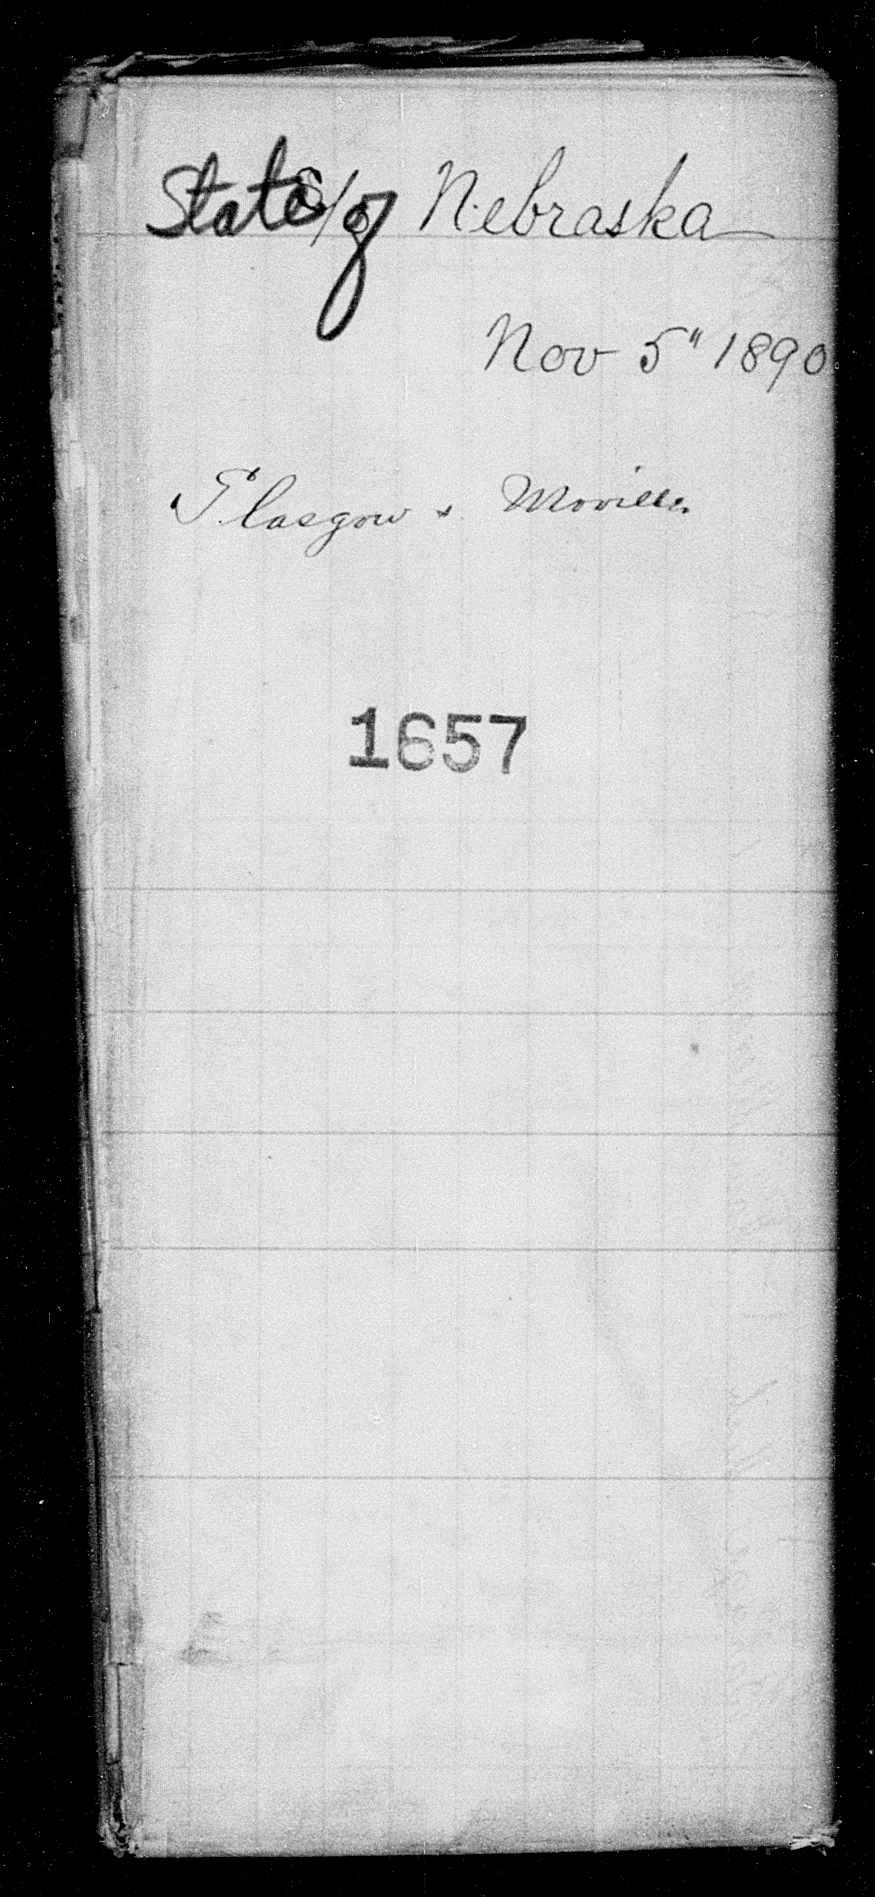 State of Nebraska
Nov 5" 1890
Glasgow & Moville.
1657